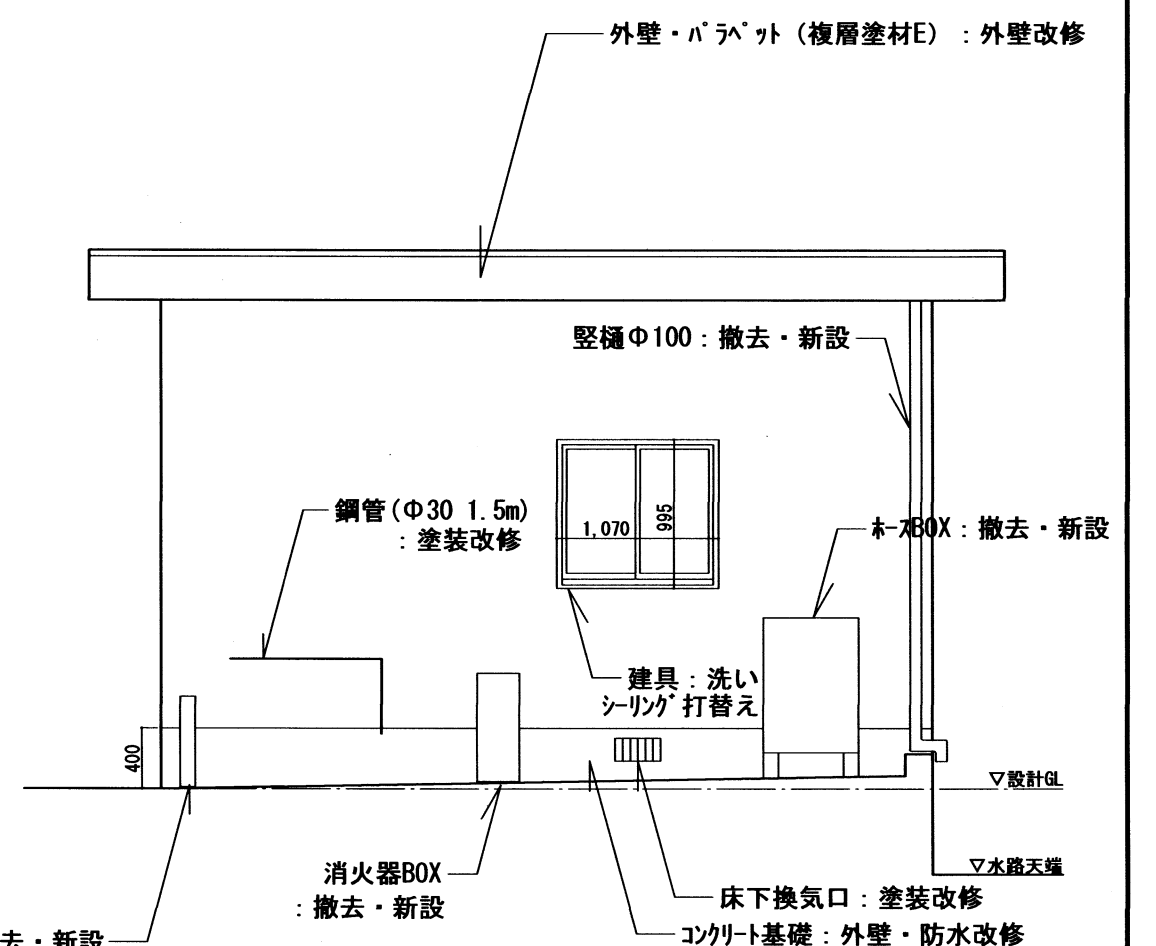 外壁・パラペット（複層塗材E）：外壁改修
竪樋Φ100：撤去・新設
鋼管(Φ30 1.5m)
：塗装改修
1,070
995
ホースBOX：撤去・新設
建具：洗い
シーリング打替え
400
▽設計GL
▽水路天端
消火器BOX
：撤去・新設
床下換気口：塗装改修
コンクリート基礎：外壁・防水改修
去・新設